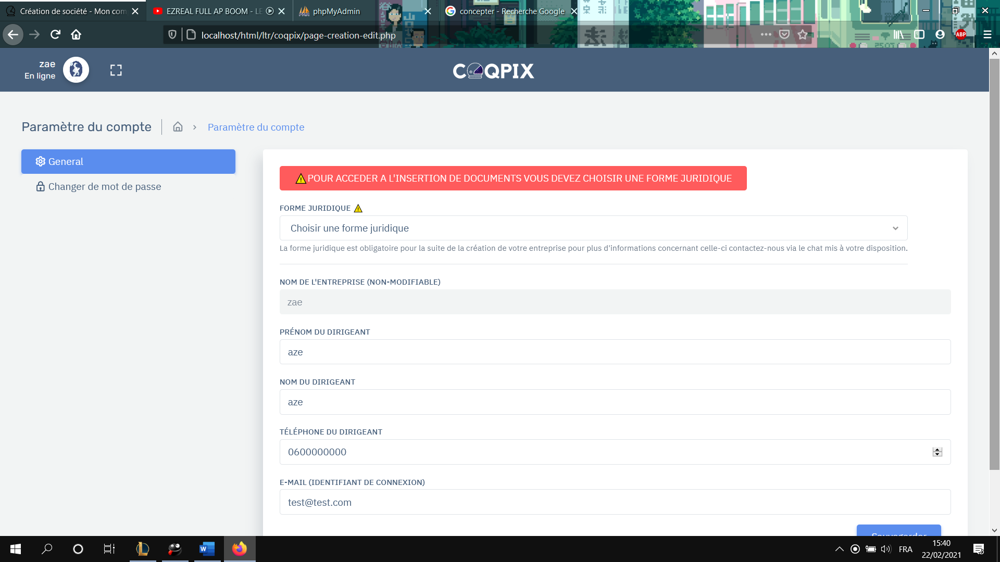 Création de société - Mon com
EZREAL FULL AP BOOM - LE
phpMyAdmin
concepter - Recherche Google
localhost/html/ltr/coqpix/page-creation-edit.php
ABP
zae
En ligne
COQPIX
Paramètre du compte
Paramètre du compte
General
Changer de mot de passe
POUR ACCEDER A L'INSERTION DE DOCUMENTS VOUS DEVEZ CHOISIR UNE FORME JURIDIQUE
FORME JURIDIQUE
Choisir une forme juridique
La forme juridique est obligatoire pour la suite de la création de votre entreprise pour plus d'informations concernant celle-ci contactez-nous via le chat mis à votre disposition.
NOM DE L'ENTREPRISE (NON-MODIFIABLE)
zae
PRÉNOM DU DIRIGEANT
aze
NOM DU DIRIGEANT
aze
TÉLÉPHONE DU DIRIGEANT
0600000000
E-MAIL (IDENTIFIANT DE CONNEXION)
test@test.com
Sauvegarder
FRA
15:40
22/02/2021